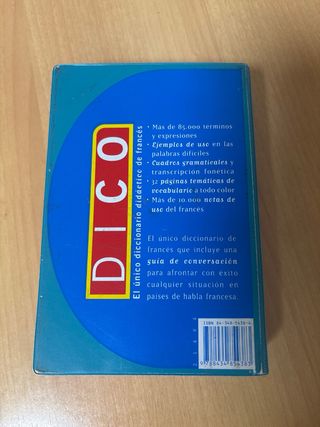 DICO
El único diccionario didáctico de francés
• Más de 85.000 términos
y expresiones
• Ejemplos de uso en las
palabras difíciles
• Cuadros gramaticales y
transcripción fonética
• 32 páginas temáticas de
vocabulario a todo color
• Más de 10.000 notas de
uso del francés
El único diccionario de
francés que incluye una
guía de conversación
para afrontar con éxito
cualquier situación en
países de habla francesa.
9 788434 856383